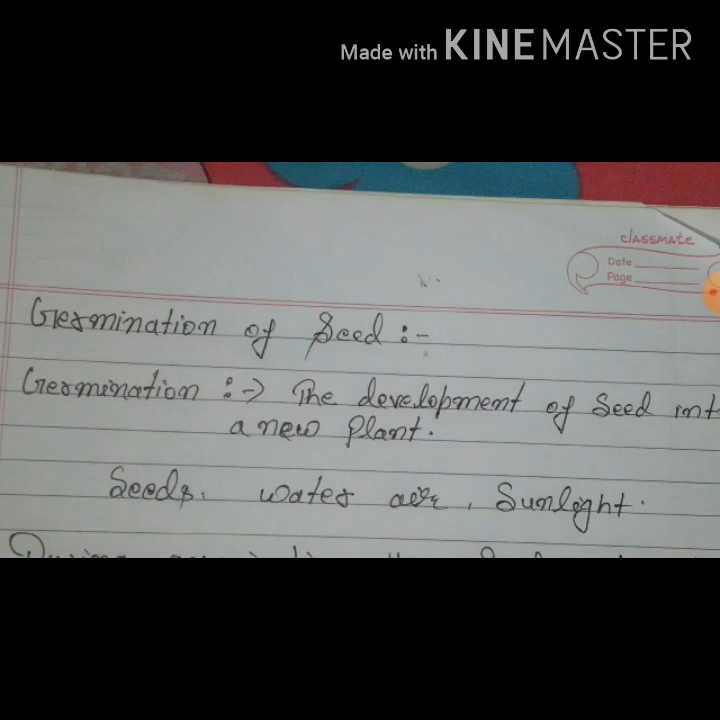 Made with KINEMASTER
classmate
Date
Page
Germination of Seed :-
Germination :-> The development of Seed int
a new plant.
Seeds. water air, Sunlight.
During